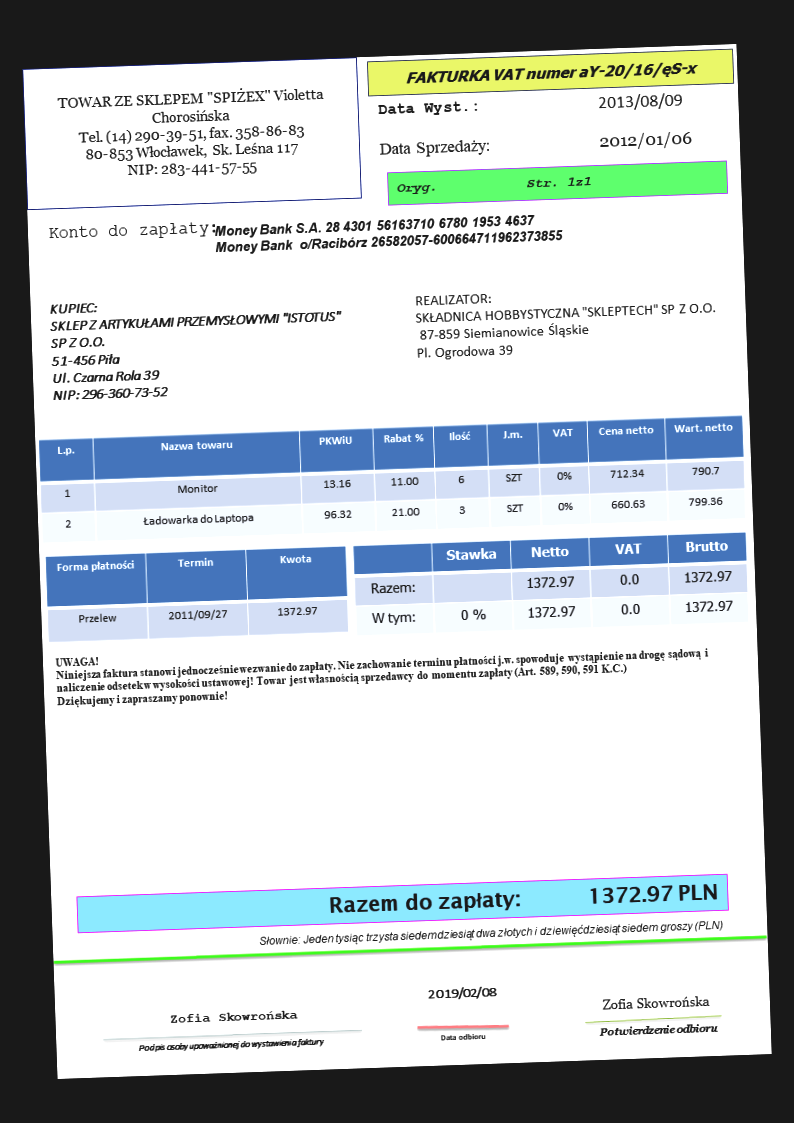 TOWAR ZE SKLEPEM "SPIŻEX" Violetta
Chorosińska
Tel. (14) 290-39-51, fax. 358-86-83
80-853 Włocławek, Sk. Leśna 117
NIP: 283-441-57-55
FAKTURKA VAT numer aY-20/16/ęS-x
Data Wyst.: 2013/08/09
Data Sprzedaży: 2012/01/06
Oryg. Str. 1z1
Konto do zapłaty: Money Bank S.A. 28 4301 56163710 6780 1953 4637
Money Bank o/Racibórz 26582057-600664711962373855
KUPIEC:
SKLEP Z ARTYKUŁAMI PRZEMYSŁOWYMI "ISTOTUS"
SP Z O.O.
51-456 Piła
Ul. Czarna Rola 39
NIP: 296-360-73-52
REALIZATOR:
SKŁADNICA HOBBYSTYCZNA "SKLEPTECH" SP Z O.O.
87-859 Siemianowice Śląskie
Pl. Ogrodowa 39
L.p. Nazwa towaru PKWiU Rabat % Ilość J.m. VAT Cena netto Wart. netto
1 Monitor 13.16 11.00 6 SZT 0% 712.34 790.7
2 Ładowarka do Laptopa 96.32 21.00 3 SZT 0% 660.63 799.36
Forma płatności Termin Kwota
Przelew 2011/09/27 1372.97
Stawka Netto VAT Brutto
Razem: 1372.97 0.0 1372.97
W tym: 0 % 1372.97 0.0 1372.97
UWAGA!
Niniejsza faktura stanowi jednocześnie wezwanie do zapłaty. Nie zachowanie terminu płatności j.w. spowoduje wystąpienie na drogę sądową i
naliczenie odsetek w wysokości ustawowej! Towar jest własnością sprzedawcy do momentu zapłaty (Art. 589, 590, 591 K.C.)
Dziękujemy i zapraszamy ponownie!
Razem do zapłaty: 1372.97 PLN
Słownie: Jeden tysiąc trzysta siedemdziesiąt dwa złotych i dziewięćdziesiąt siedem groszy (PLN)
Zofia Skowrońska
Podpis osoby upoważnionej do wystawienia faktury
2019/02/08
Data odbioru
Zofia Skowrońska
Potwierdzenie odbioru